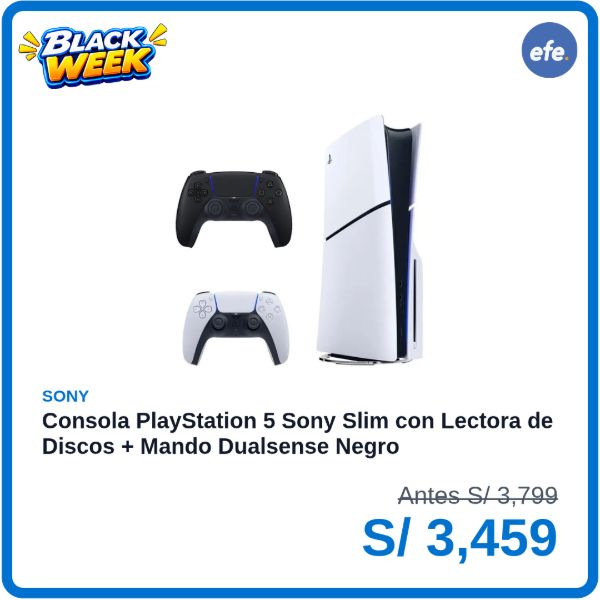 BLACK
WEEK
efe.
SONY
Consola PlayStation 5 Sony Slim con Lectora de
Discos + Mando Dualsense Negro
Antes S/ 3,799
S/ 3,459